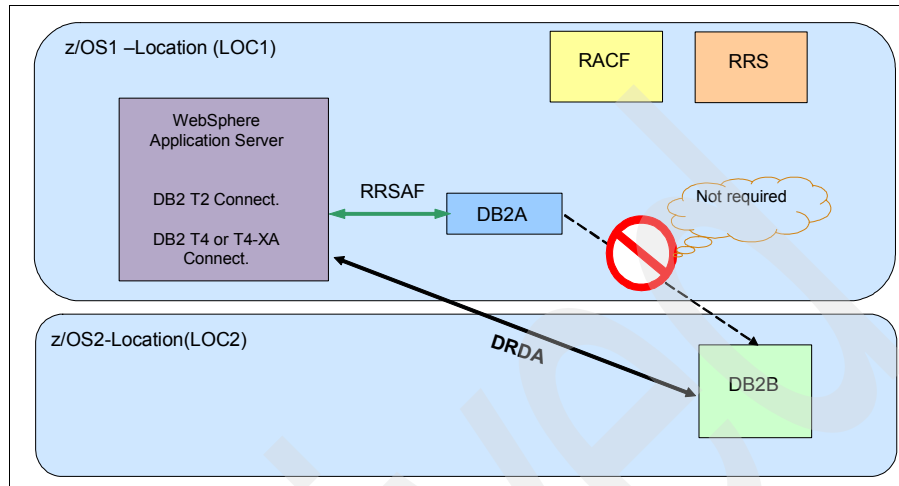 z/OS1 –Location (LOC1)
RACF
RRS
WebSphere
Application Server
DB2 T2 Connect.
DB2 T4 or T4-XA
Connect.
RRSAF
DB2A
Not required
z/OS2-Location(LOC2)
DRDA
DB2B